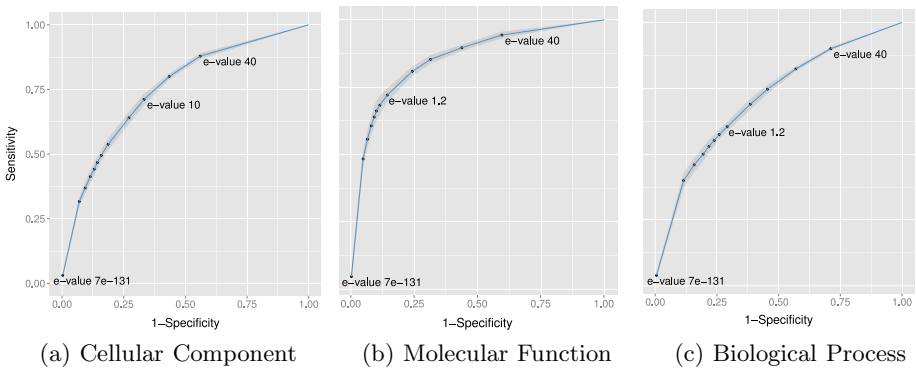 1.00
0.75
0.50
0.25
0.00
Sensitivity
e-value 40
e-value 10
e-value 7e-131
0.00 0.25 0.50 0.75 1.00
1-Specificity
(a) Cellular Component
e-value 40
e-value 1.2
e-value 7e-131
0.00 0.25 0.50 0.75 1.00
1-Specificity
(b) Molecular Function
e-value 40
e-value 1.2
e-value 7e-131
0.00 0.25 0.50 0.75 1.00
1-Specificity
(c) Biological Process